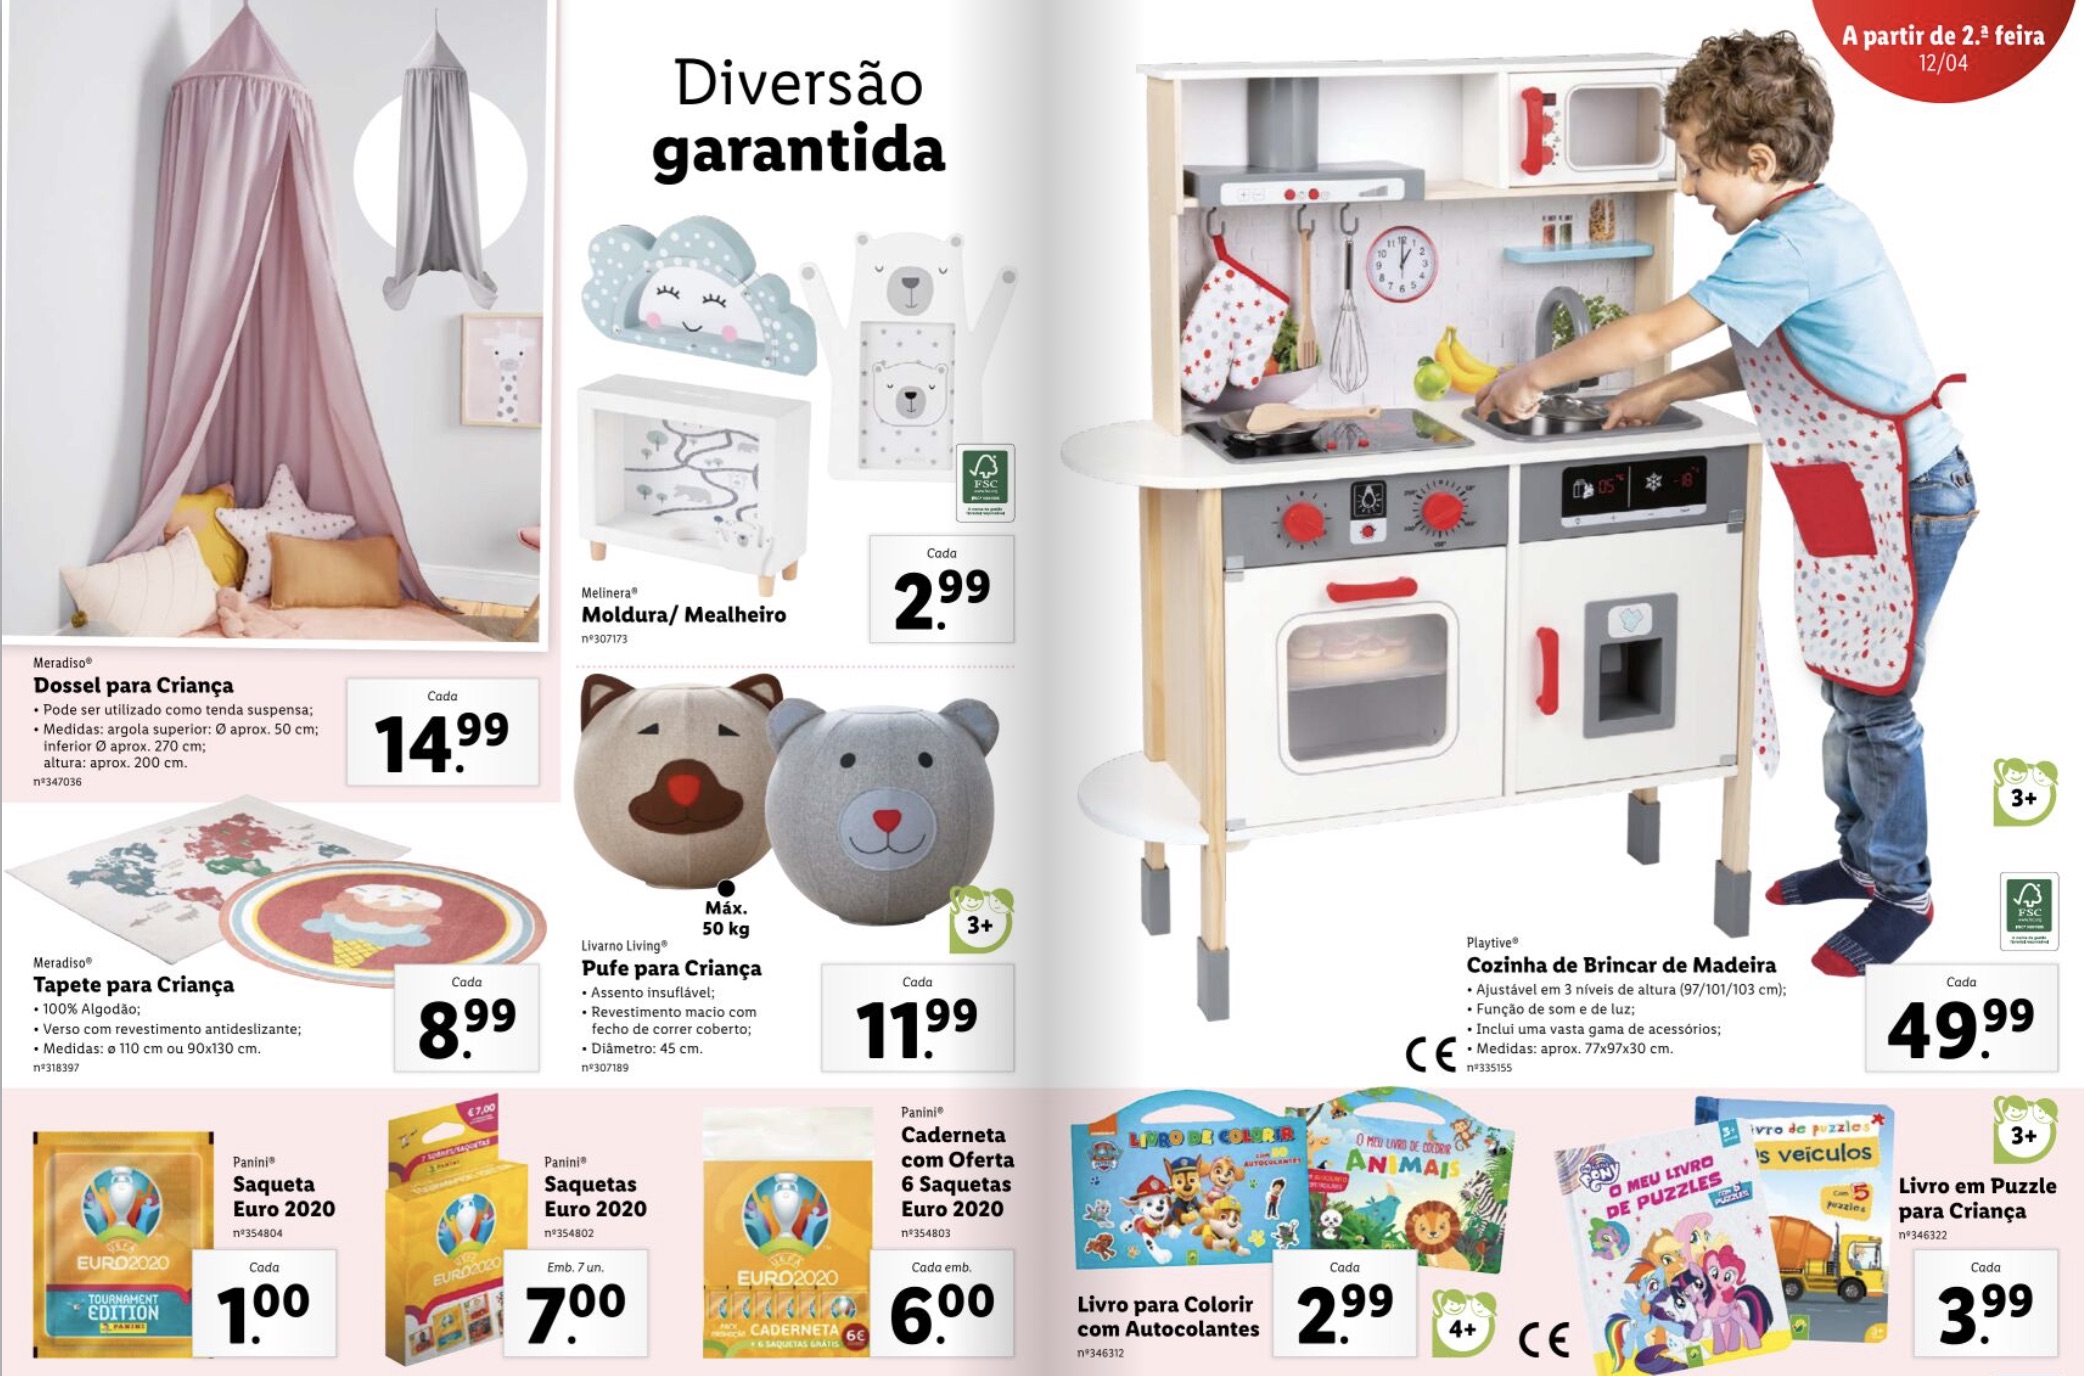 Diversão
garantida
A partir de 2.ª feira
12/04
Meradiso®
Dossel para Criança
• Pode ser utilizado como tenda suspensa;
• Medidas: argola superior: Ø aprox. 50 cm;
inferior Ø aprox. 270 cm;
altura: aprox. 200 cm.
nº347036
Cada
14.99
FSC
Melinera®
Moldura/ Mealheiro
nº307173
Cada
2.99
Meradiso®
Tapete para Criança
• 100% Algodão;
• Verso com revestimento antideslizante;
• Medidas: ø 110 cm ou 90x130 cm.
nº318397
Cada
8.99
Máx.
50 kg
3+
Livarno Living®
Pufe para Criança
• Assento insuflável;
• Revestimento macio com
fecho de correr coberto;
• Diâmetro: 45 cm.
nº307189
Cada
11.99
3+
FSC
Playtive®
Cozinha de Brincar de Madeira
• Ajustável em 3 níveis de altura (97/101/103 cm);
• Função de som e de luz;
• Inclui uma vasta gama de acessórios;
• Medidas: aprox. 77x97x30 cm.
nº335155
CE
Cada
49.99
UEFA
EURO2020
TOURNAMENT
EDITION
PANINI
Panini®
Saqueta
Euro 2020
nº354804
Cada
1.00
€ 7,00
7 SOBRES/SAQUETAS
PANINI
EURO2020
Panini®
Saquetas
Euro 2020
nº354802
Emb. 7 un.
7.00
UEFA
EURO2020
CADERNETA
+ 6 SAQUETAS GRÁTIS
6€
Panini®
Caderneta
com Oferta
6 Saquetas
Euro 2020
nº354803
Cada emb.
6.00
LIVRO DE COLORIR
AUTOCOLANTES
O MEU LIVRO DE COLORIR
ANIMAIS
Livro para Colorir
com Autocolantes
nº346312
Cada
2.99
4+
CE
PONY
O MEU LIVRO
DE PUZZLES
3+
vro de puzzles
s veículos
Com 5
puzzles
3+
Livro em Puzzle
para Criança
nº346322
Cada
3.99